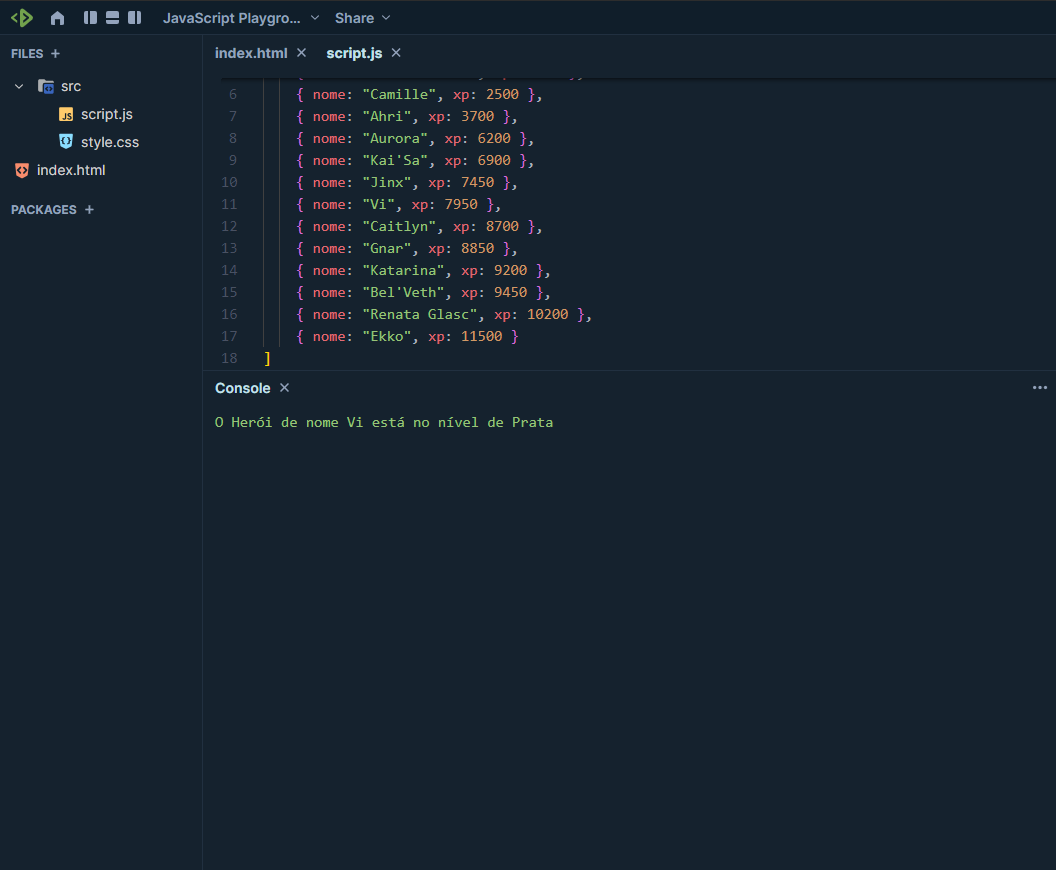 JavaScript Playgro... Share
FILES +
src
script.js
style.css
index.html
PACKAGES +
index.html × script.js ×
6 { nome: "Camille", xp: 2500 },
7 { nome: "Ahri", xp: 3700 },
8 { nome: "Aurora", xp: 6200 },
9 { nome: "Kai'Sa", xp: 6900 },
10 { nome: "Jinx", xp: 7450 },
11 { nome: "Vi", xp: 7950 },
12 { nome: "Caitlyn", xp: 8700 },
13 { nome: "Gnar", xp: 8850 },
14 { nome: "Katarina", xp: 9200 },
15 { nome: "Bel'Veth", xp: 9450 },
16 { nome: "Renata Glasc", xp: 10200 },
17 { nome: "Ekko", xp: 11500 }
18 ]
Console ×
O Herói de nome Vi está no nível de Prata